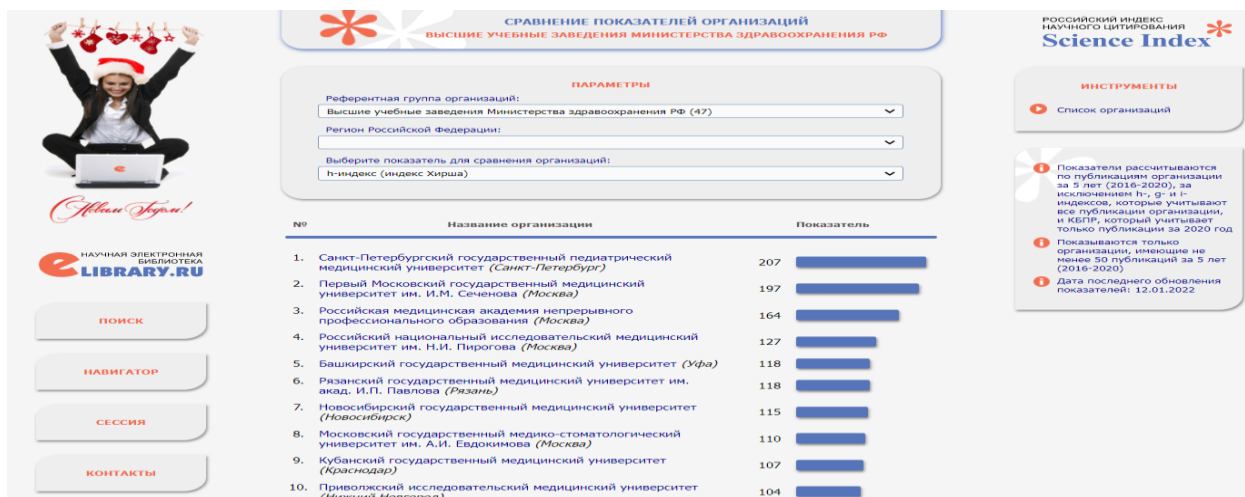 С Новым Годом!
НАУЧНАЯ ЭЛЕКТРОННАЯ
БИБЛИОТЕКА
eLIBRARY.RU
ПОИСК
НАВИГАТОР
СЕССИЯ
КОНТАКТЫ
СРАВНЕНИЕ ПОКАЗАТЕЛЕЙ ОРГАНИЗАЦИЙ
ВЫСШИЕ УЧЕБНЫЕ ЗАВЕДЕНИЯ МИНИСТЕРСТВА ЗДРАВООХРАНЕНИЯ РФ
ПАРАМЕТРЫ
Референтная группа организаций:
Высшие учебные заведения Министерства здравоохранения РФ (47)
Регион Российской Федерации:
Выберите показатель для сравнения организаций:
h-индекс (индекс Хирша)
№ Название организации Показатель
1. Санкт-Петербургский государственный педиатрический
медицинский университет (Санкт-Петербург) 207
2. Первый Московский государственный медицинский
университет им. И.М. Сеченова (Москва) 197
3. Российская медицинская академия непрерывного
профессионального образования (Москва) 164
4. Российский национальный исследовательский медицинский
университет им. Н.И. Пирогова (Москва) 127
5. Башкирский государственный медицинский университет (Уфа) 118
6. Рязанский государственный медицинский университет им.
акад. И.П. Павлова (Рязань) 118
7. Новосибирский государственный медицинский университет
(Новосибирск) 115
8. Московский государственный медико-стоматологический
университет им. А.И. Евдокимова (Москва) 110
9. Кубанский государственный медицинский университет
(Краснодар) 107
10. Приволжский исследовательский медицинский университет
(Нижний Новгород) 104
РОССИЙСКИЙ ИНДЕКС
НАУЧНОГО ЦИТИРОВАНИЯ
Science Index
ИНСТРУМЕНТЫ
Список организаций
Показатели рассчитываются
по публикациям организации
за 5 лет (2016-2020), за
исключением h-, g- и i-
индексов, которые учитывают
все публикации организации,
и КБПР, который учитывает
только публикации за 2020 год
Показываются только
организации, имеющие не
менее 50 публикаций за 5 лет
(2016-2020)
Дата последнего обновления
показателей: 12.01.2022